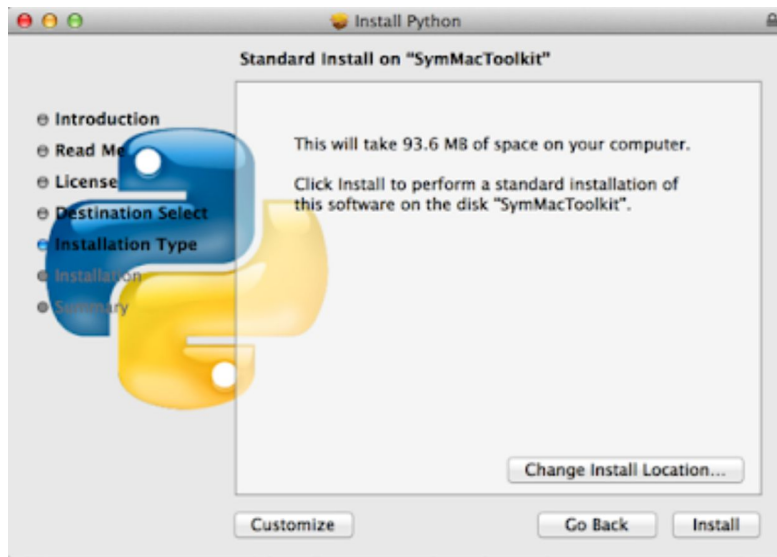 Install Python
Standard Install on “SymMacToolkit”
Introduction
Read Me
License
Destination Select
Installation Type
Installation
Summary
This will take 93.6 MB of space on your computer.
Click Install to perform a standard installation of
this software on the disk “SymMacToolkit”.
Change Install Location...
Customize
Go Back
Install